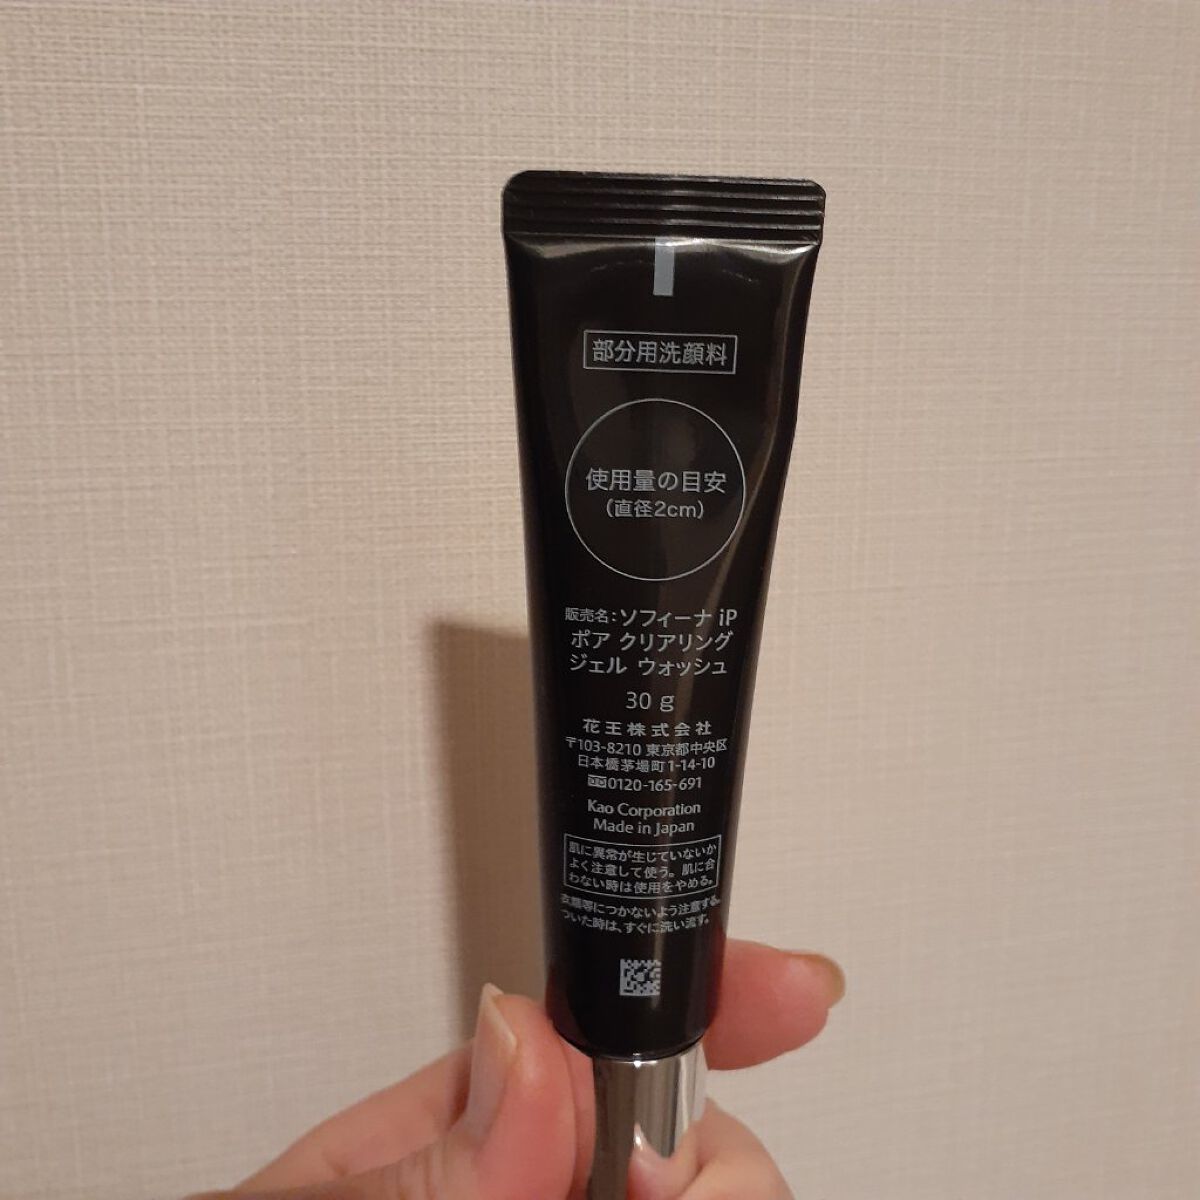 部分用洗顔料
使用量の目安
(直径2cm)
販売名:ソフィーナ iP
ポア クリアリング
ジェル ウォッシュ
30 g
花王株式会社
〒103-8210 東京都中央区
日本橋茅場町1-14-10
0120-165-691
Kao Corporation
Made in Japan
肌に異常が生じていないか
よく注意して使う。肌に合
わない時は使用をやめる。
衣類等につかないよう注意する。
ついた時は、すぐに洗い流す。